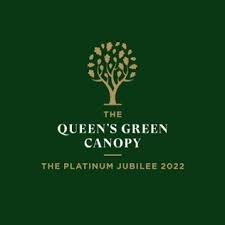 THE
QUEEN'S GREEN
CANOPY
THE PLATINUM JUBILEE 2022